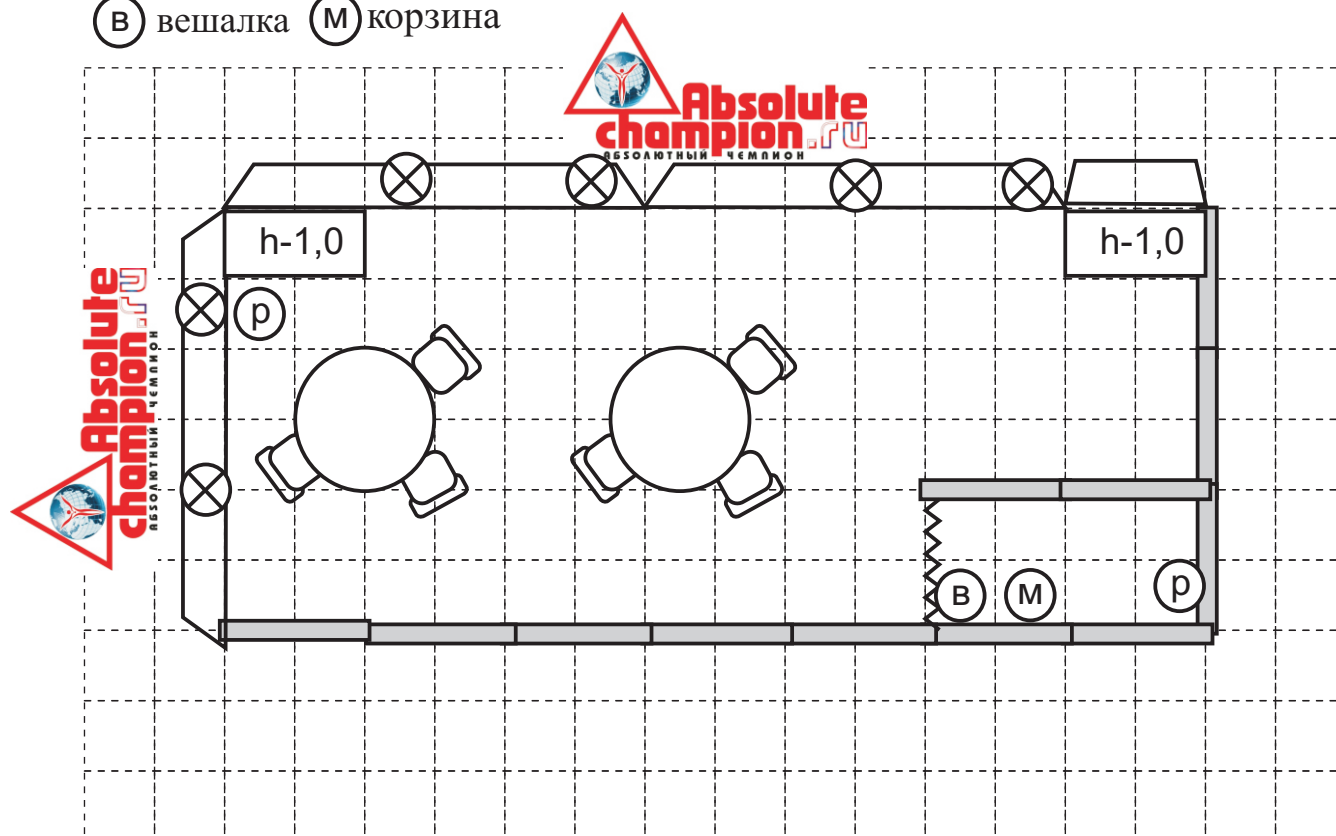 В вешалка М корзина
Absolute
champion.ru
АБСОЛЮТНЫЙ ЧЕМПИОН
h-1,0
h-1,0
р
Absolute
champion.ru
АБСОЛЮТНЫЙ ЧЕМПИОН
В
М
р